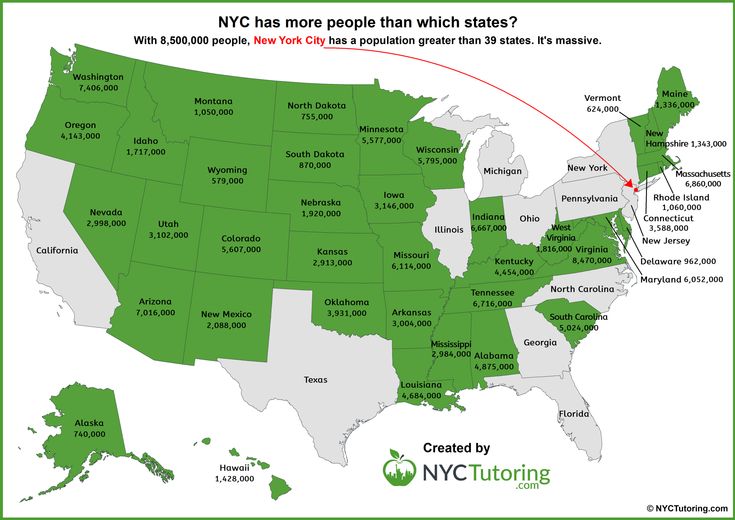 NYC has more people than which states?
With 8,500,000 people, New York City has a population greater than 39 states. It's massive.
Washington
7,406,000
Oregon
4,143,000
Idaho
1,717,000
Montana
1,050,000
Wyoming
579,000
North Dakota
755,000
South Dakota
870,000
Nebraska
1,920,000
Kansas
2,913,000
Oklahoma
3,931,000
Texas
California
Nevada
2,998,000
Utah
3,102,000
Colorado
5,607,000
Arizona
7,016,000
New Mexico
2,088,000
Minnesota
5,577,000
Iowa
3,146,000
Missouri
6,114,000
Arkansas
3,004,000
Louisiana
4,684,000
Wisconsin
5,795,000
Illinois
Michigan
Indiana
6,667,000
Ohio
Kentucky
4,454,000
Tennessee
6,716,000
Mississippi
2,984,000
Alabama
4,875,000
Georgia
Florida
South Carolina
5,024,000
North Carolina
West
Virginia
1,816,000
Virginia
8,470,000
Pennsylvania
New York
Vermont
624,000
Maine
1,336,000
New
Hampshire 1,343,000
Massachusetts
6,860,000
Rhode Island
1,060,000
Connecticut
3,588,000
New Jersey
Delaware 962,000
Maryland 6,052,000
Alaska
740,000
Hawaii
1,428,000
Created by
NYCTutoring
.com
© NYCTutoring.com